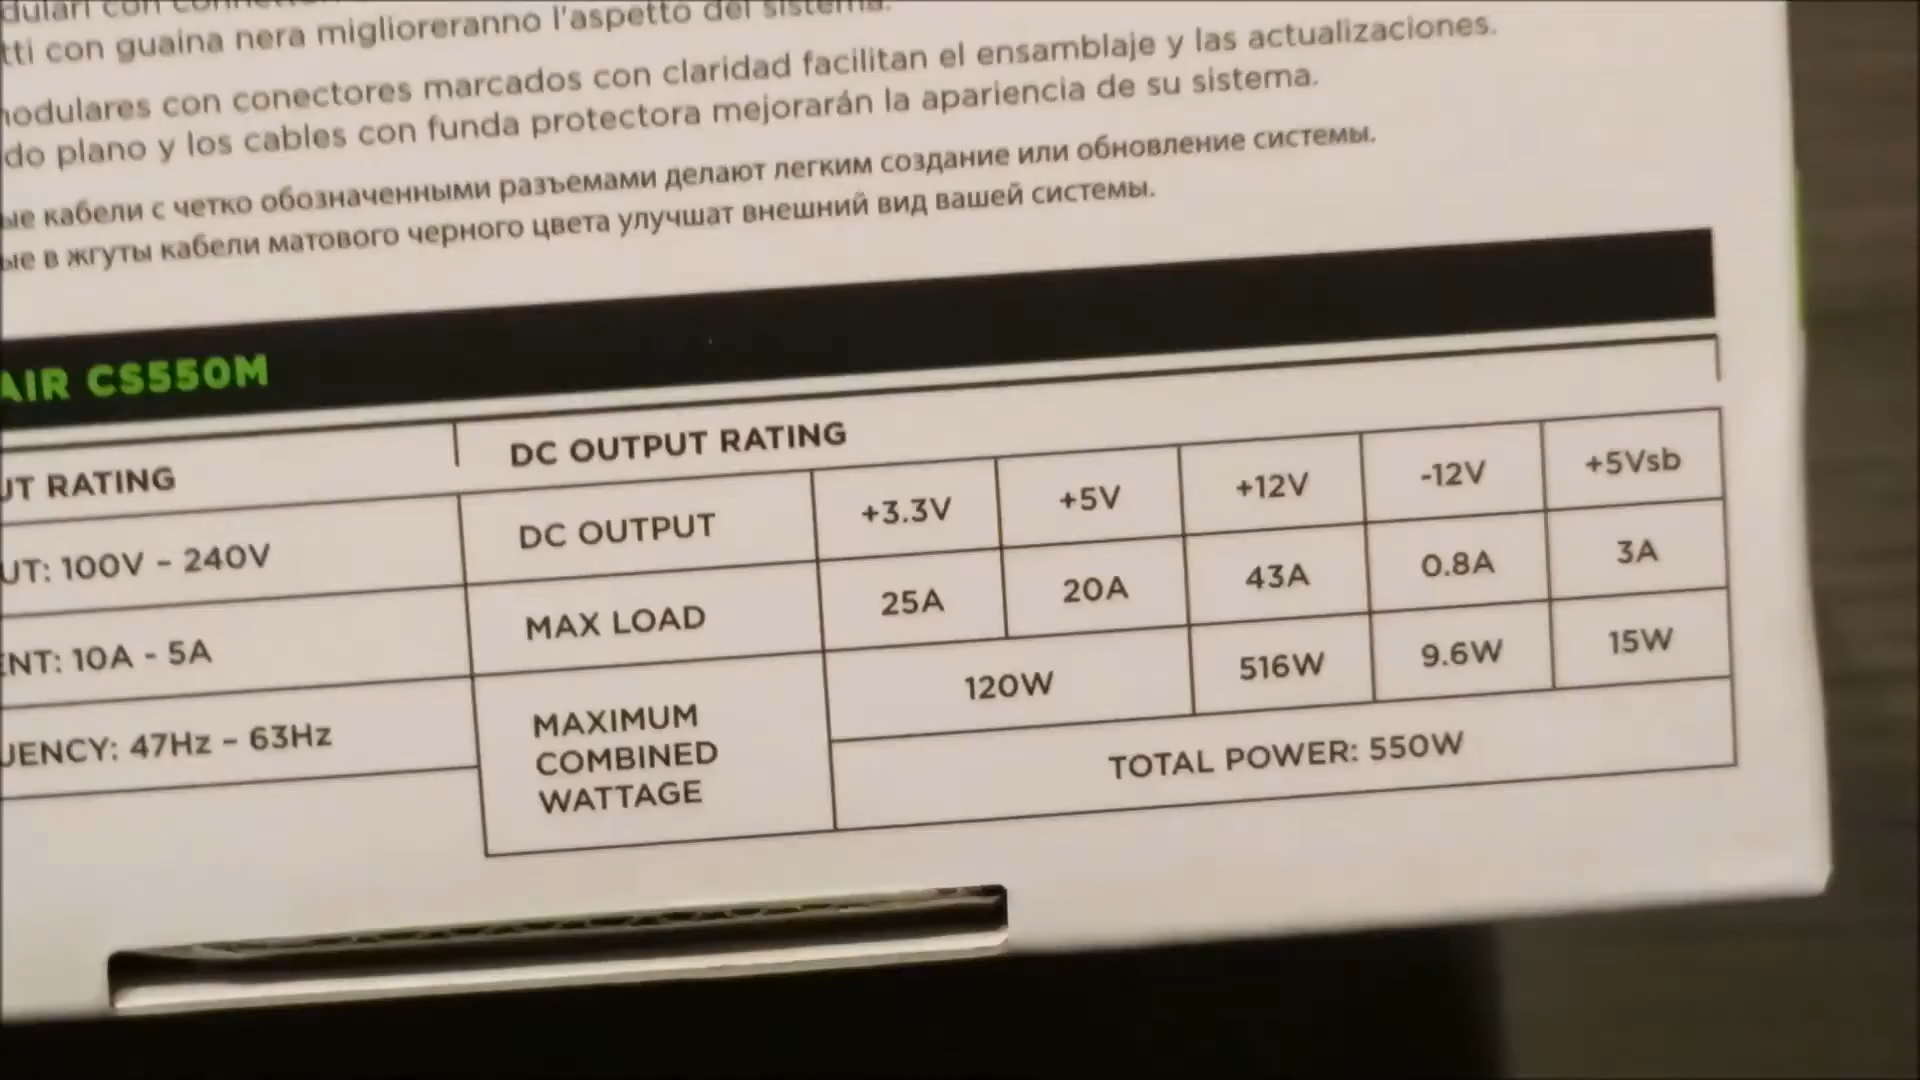 tti con guaina nera miglioreranno l'aspetto del sistema.
modulares con conectores marcados con claridad facilitan el ensamblaje y las actualizaciones.
do plano y los cables con funda protectora mejorarán la apariencia de su sistema.
ые кабели с четко обозначенными разъемами делают легким создание или обновление системы.
ые в жгуты кабели матового черного цвета улучшат внешний вид вашей системы.
AIR CS550M
UT RATING
DC OUTPUT RATING
UT: 100V – 240V
DC OUTPUT +3.3V +5V +12V -12V +5Vsb
ENT: 10A - 5A
MAX LOAD 25A 20A 43A 0.8A 3A
UENCY: 47Hz – 63Hz
MAXIMUM
COMBINED
WATTAGE
120W 516W 9.6W 15W
TOTAL POWER: 550W